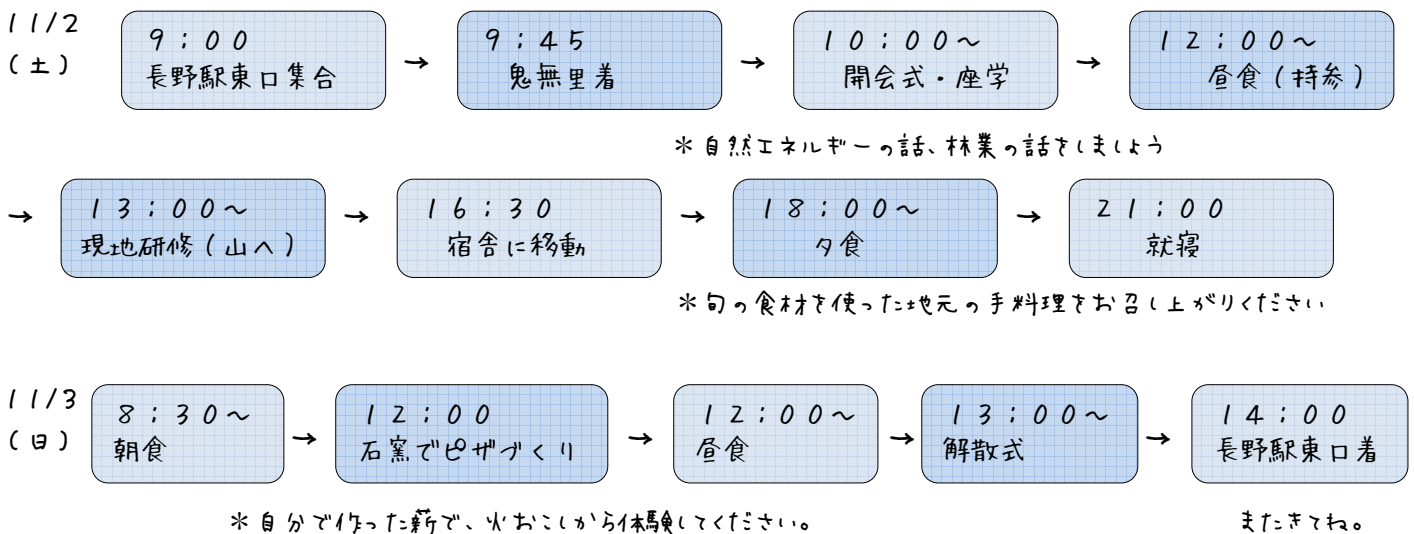 11/2
(土)
9:00
長野駅東口集合
→
9:45
鬼無里着
→
10:00~
開会式・座学
→
12:00~
昼食(持参)
*自然エネルギーの話、林業の話をしましょう
→
13:00~
現地研修(山へ)
→
16:30
宿舎に移動
→
18:00~
夕食
→
21:00
就寝
*旬の食材を使った地元の手料理をお召し上がりください
11/3
(日)
8:30~
朝食
→
12:00
石窯でピザづくり
→
12:00~
昼食
→
13:00~
解散式
→
14:00
長野駅東口着
*自分で作った薪で、火おこしから体験してください。
またきてね。